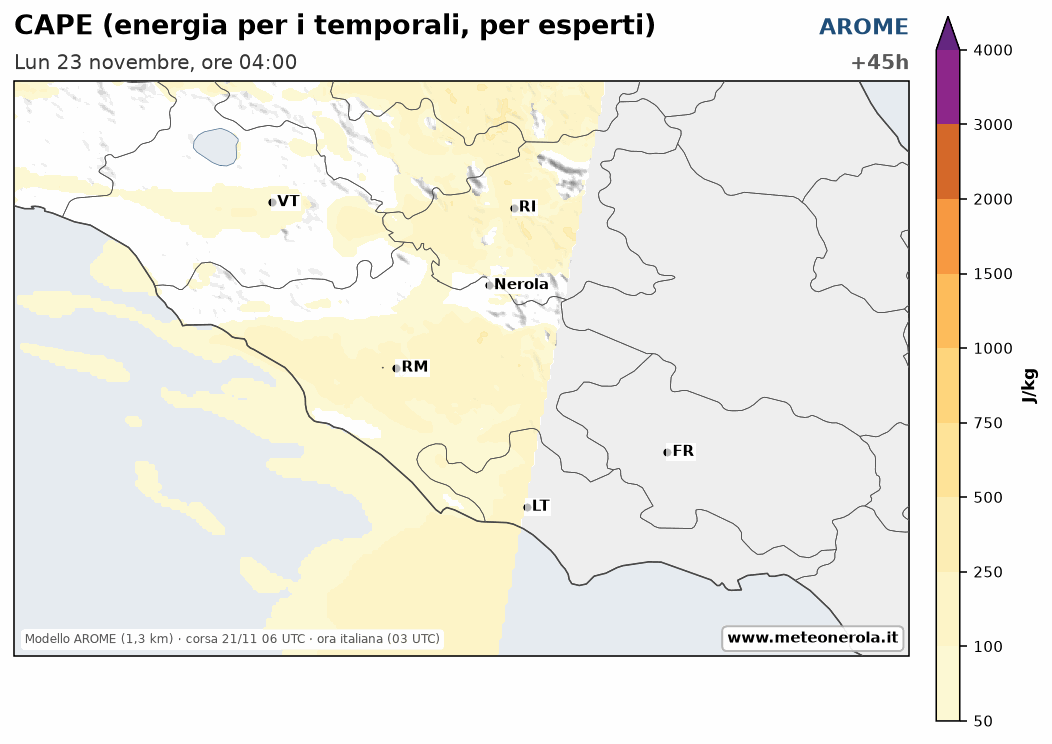 CAPE (energia per i temporali, per esperti)
AROME
Lun 23 novembre, ore 04:00
+45h
4000
3000
2000
1500
1000
750
500
250
100
50
J/kg
VT
RI
Nerola
RM
FR
LT
Modello AROME (1,3 km) · corsa 21/11 06 UTC · ora italiana (03 UTC)
www.meteonerola.it